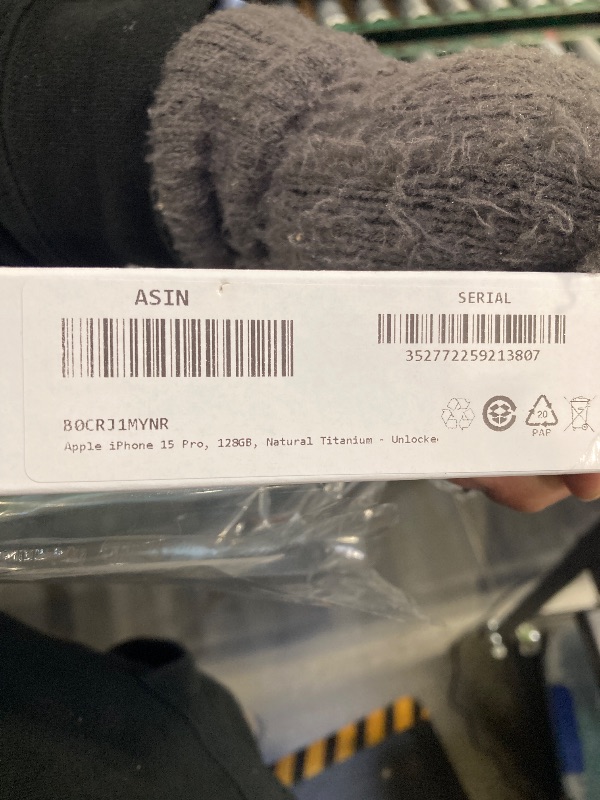 ASIN
SERIAL
352772259213807
B0CRJ1MYNR
Apple iPhone 15 Pro, 128GB, Natural Titanium - Unlocke
20
PAP